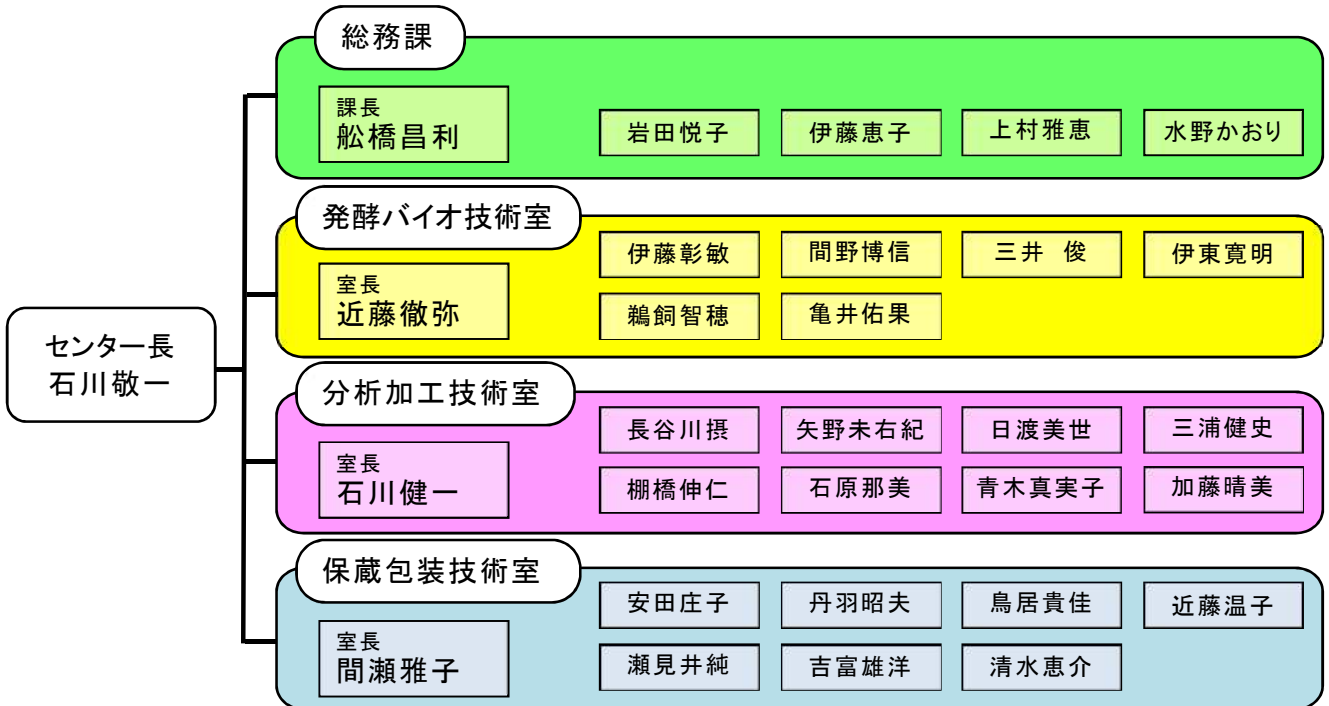 総務課
課長
舩橋昌利
岩田悦子
伊藤恵子
上村雅恵
水野かおり
発酵バイオ技術室
室長
近藤徹弥
伊藤彰敏
間野博信
三井 俊
伊東寛明
鵜飼智穂
亀井佑果
センター長
石川敬一
分析加工技術室
室長
石川健一
長谷川摂
矢野未右紀
日渡美世
三浦健史
棚橋伸仁
石原那美
青木真実子
加藤晴美
保蔵包装技術室
室長
間瀬雅子
安田庄子
丹羽昭夫
鳥居貴佳
近藤温子
瀬見井純
吉富雄洋
清水恵介